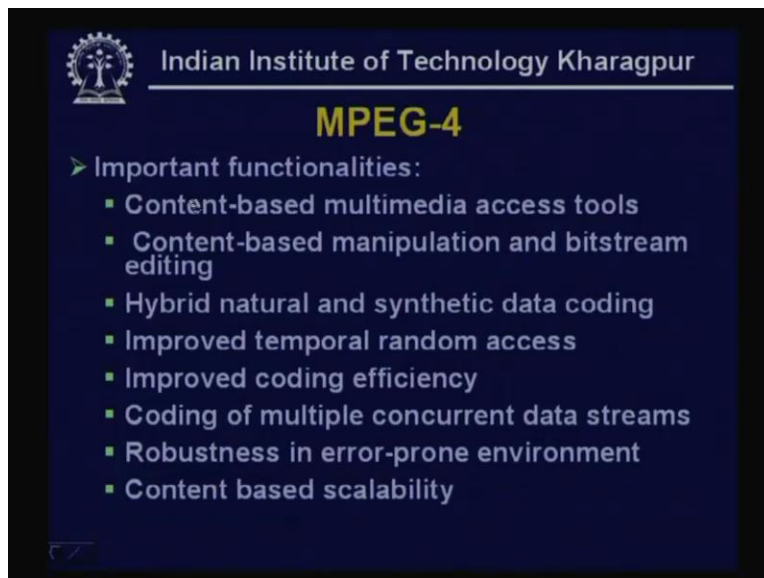 Indian Institute of Technology Kharagpur
MPEG-4
Important functionalities:
Content-based multimedia access tools
Content-based manipulation and bitstream
editing
Hybrid natural and synthetic data coding
Improved temporal random access
Improved coding efficiency
Coding of multiple concurrent data streams
Robustness in error-prone environment
Content based scalability